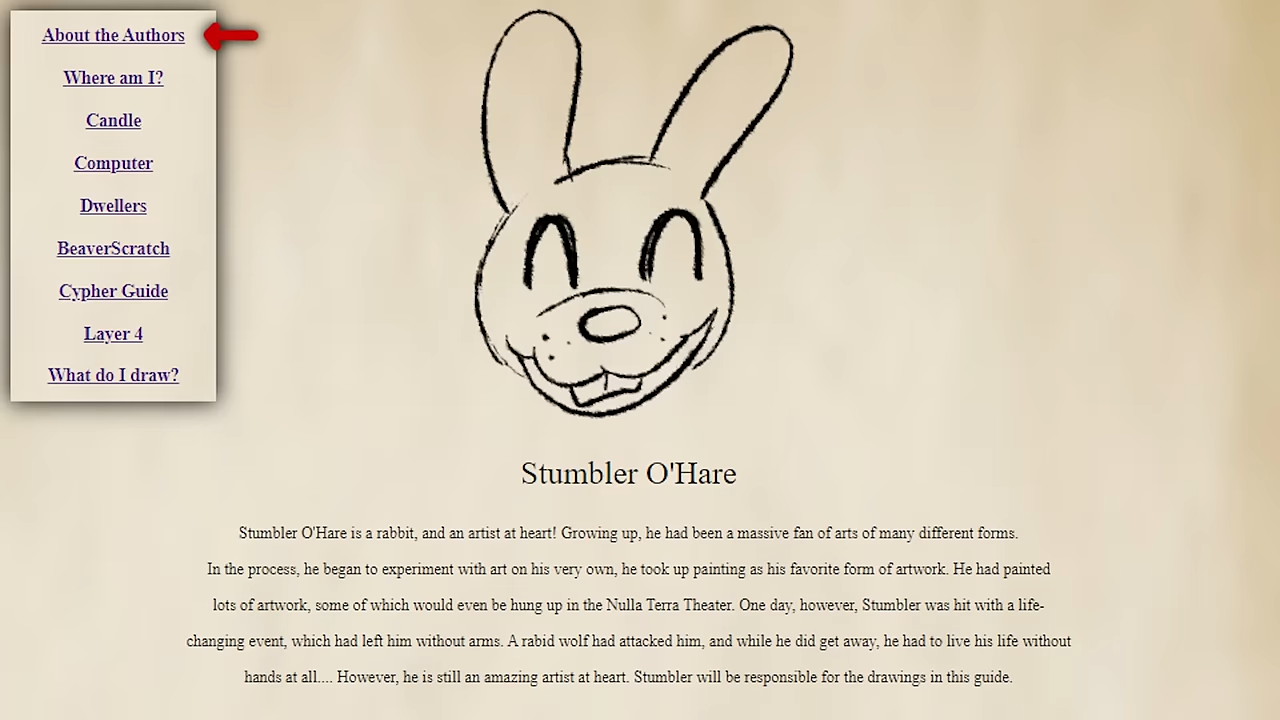 About the Authors
Where am I?
Candle
Computer
Dwellers
BeaverScratch
Cypher Guide
Layer 4
What do I draw?
Stumbler O'Hare
Stumbler O'Hare is a rabbit, and an artist at heart! Growing up, he had been a massive fan of arts of many different forms.
In the process, he began to experiment with art on his very own, he took up painting as his favorite form of artwork. He had painted
lots of artwork, some of which would even be hung up in the Nulla Terra Theater. One day, however, Stumbler was hit with a life-
changing event, which had left him without arms. A rabid wolf had attacked him, and while he did get away, he had to live his life without
hands at all.... However, he is still an amazing artist at heart. Stumbler will be responsible for the drawings in this guide.